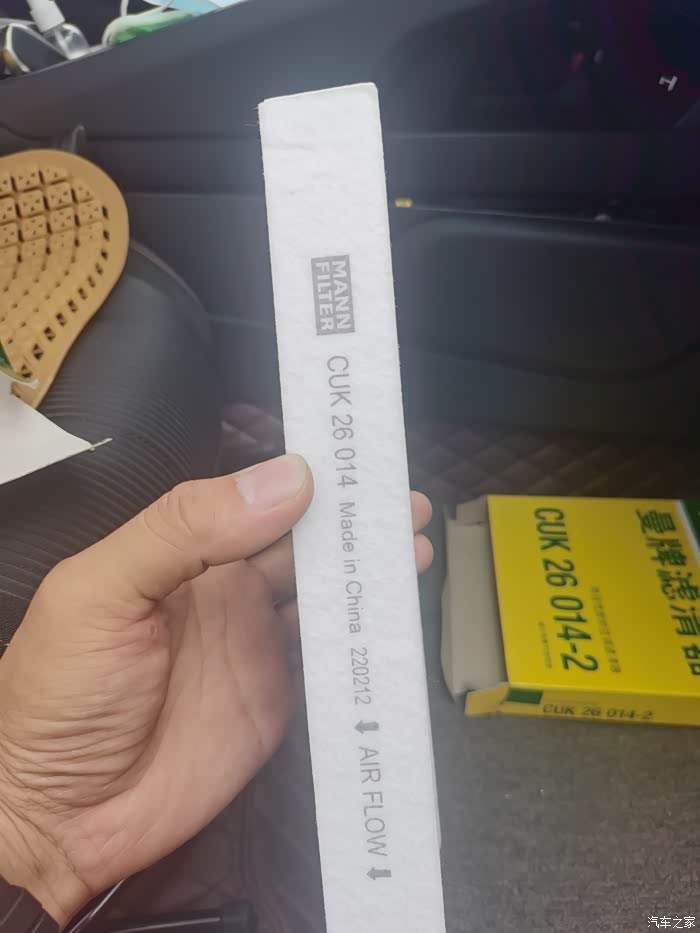 MANN
FILTER
CUK 26 014 Made in China 220212 ⬇ AIR FLOW ⬇
曼牌滤清器
CUK 26 014-2
CUK 26 014-2
汽车之家